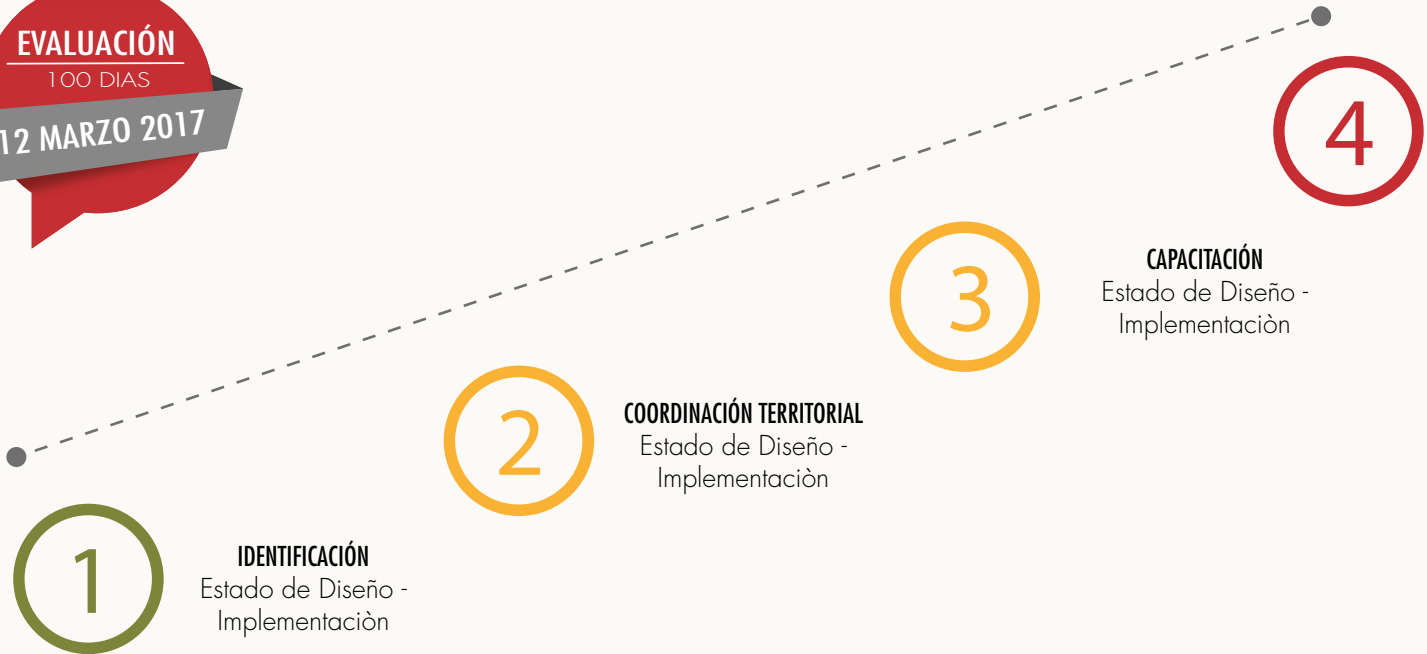 EVALUACIÓN
100 DIAS
12 MARZO 2017
4
3
CAPACITACIÓN
Estado de Diseño -
Implementaciòn
2
COORDINACIÓN TERRITORIAL
Estado de Diseño -
Implementaciòn
1
IDENTIFICACIÓN
Estado de Diseño -
Implementaciòn